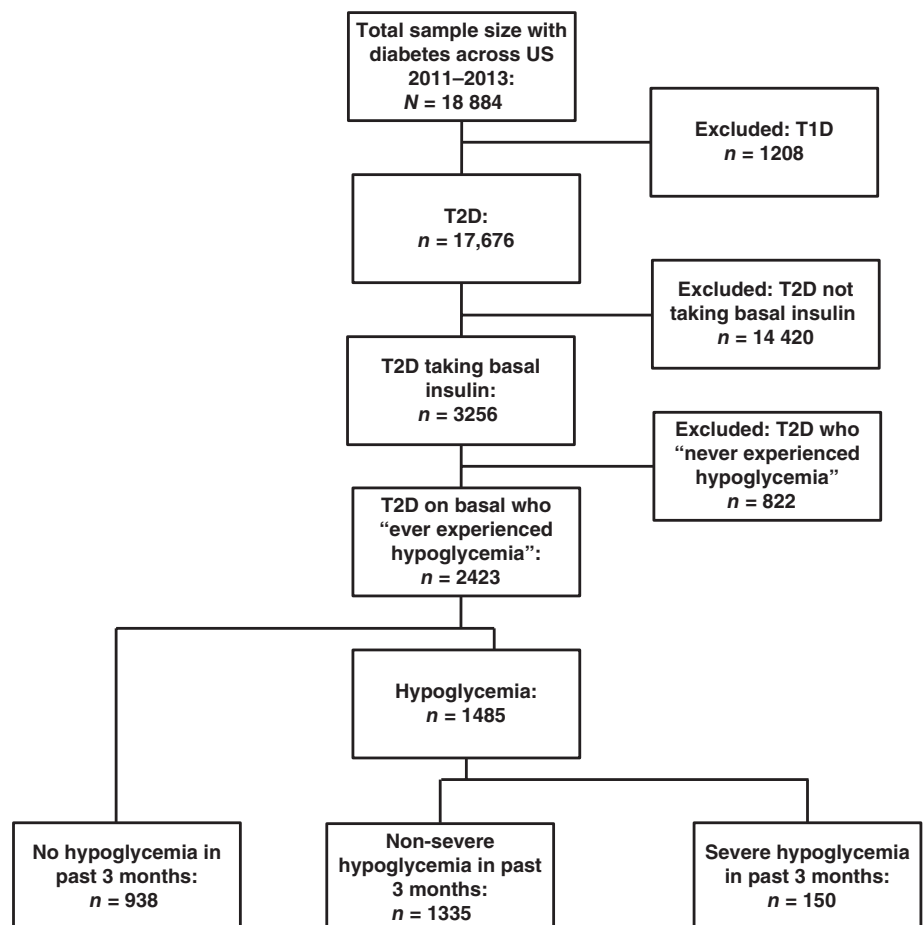 Total sample size with
diabetes across US
2011–2013:
N = 18 884
Excluded: T1D
n = 1208
T2D:
n = 17,676
Excluded: T2D not
taking basal insulin
n = 14 420
T2D taking basal
insulin:
n = 3256
Excluded: T2D who
“never experienced
hypoglycemia”
n = 822
T2D on basal who
“ever experienced
hypoglycemia”:
n = 2423
Hypoglycemia:
n = 1485
No hypoglycemia in
past 3 months:
n = 938
Non-severe
hypoglycemia in past
3 months:
n = 1335
Severe hypoglycemia
in past 3 months:
n = 150